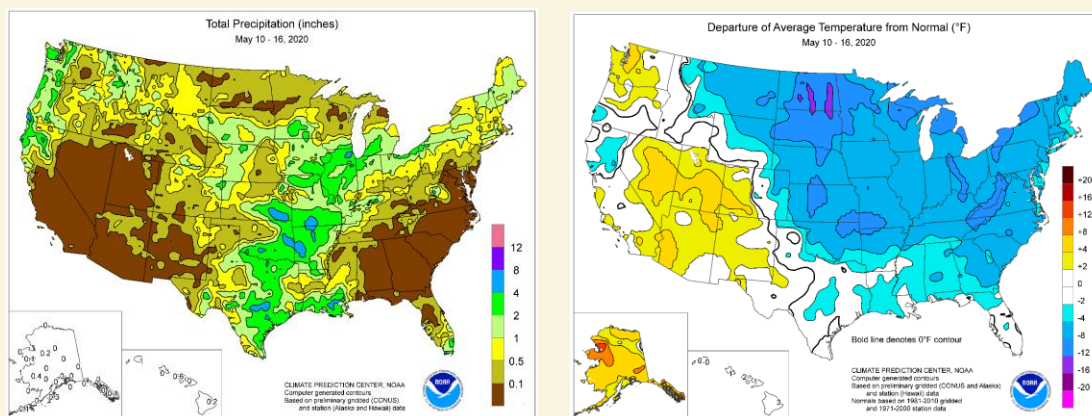 Total Precipitation (inches)
May 10 - 16, 2020
12
8
4
2
1
0.5
0.1
CLIMATE PREDICTION CENTER, NOAA
Computer generated contours
Based on preliminary gridded (CONUS)
and station (Alaska and Hawaii) data
NOAA
Departure of Average Temperature from Normal (°F)
May 10 - 16, 2020
+20
+16
+12
+8
+4
+2
0
-2
-4
-8
-12
-16
-20
Bold line denotes 0°F contour
CLIMATE PREDICTION CENTER, NOAA
Computer generated contours
Based on preliminary gridded (CONUS and Alaska)
and station (Hawaii) data
Normals based on 1981-2010 gridded
and 1971-2000 station data
NOAA